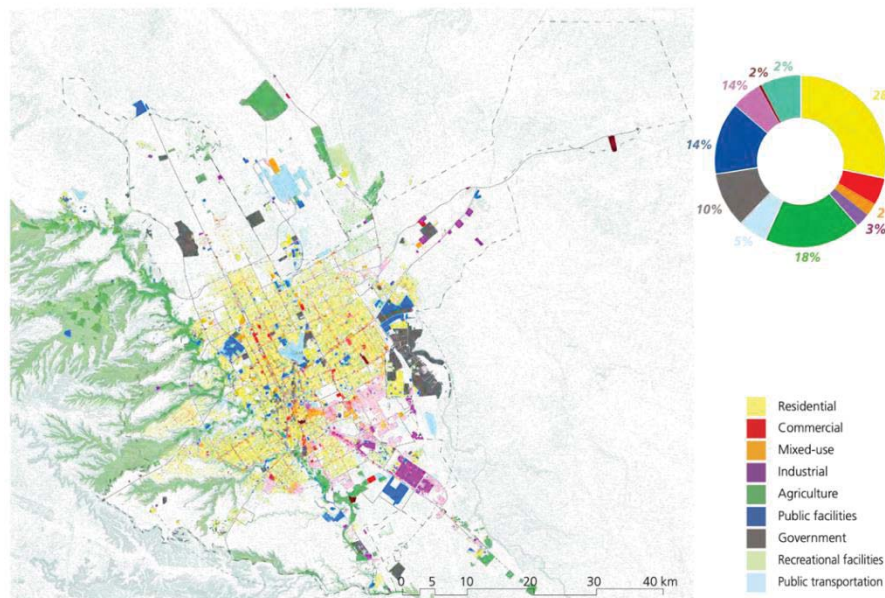 2%
2%
14%
14%
10%
5%
18%
3%
Residential
Commercial
Mixed-use
Industrial
Agriculture
Public facilities
Government
Recreational facilities
Public transportation
0 5 10 20 30 40 km